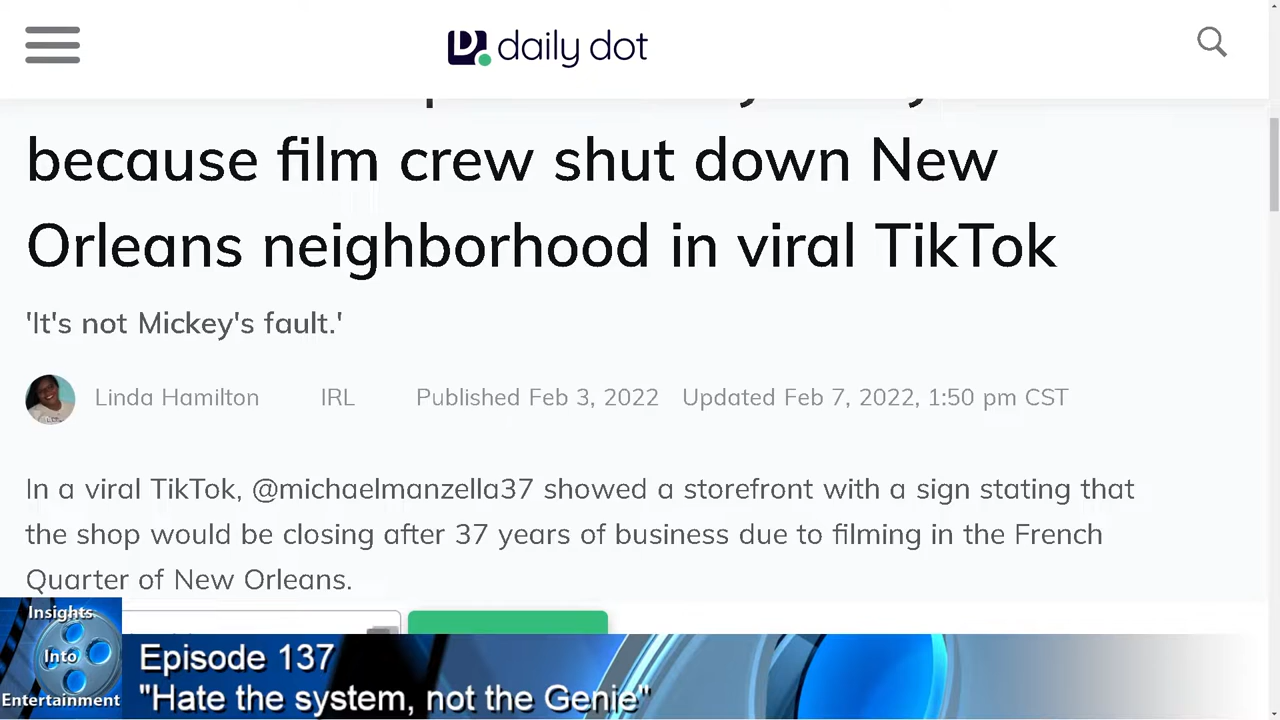 daily dot
because film crew shut down New
Orleans neighborhood in viral TikTok
'It's not Mickey's fault.'
Linda Hamilton IRL Published Feb 3, 2022 Updated Feb 7, 2022, 1:50 pm CST
In a viral TikTok, @michaelmanzella37 showed a storefront with a sign stating that
the shop would be closing after 37 years of business due to filming in the French
Quarter of New Orleans.
Insights
Into
Entertainment
Episode 137
"Hate the system, not the Genie"